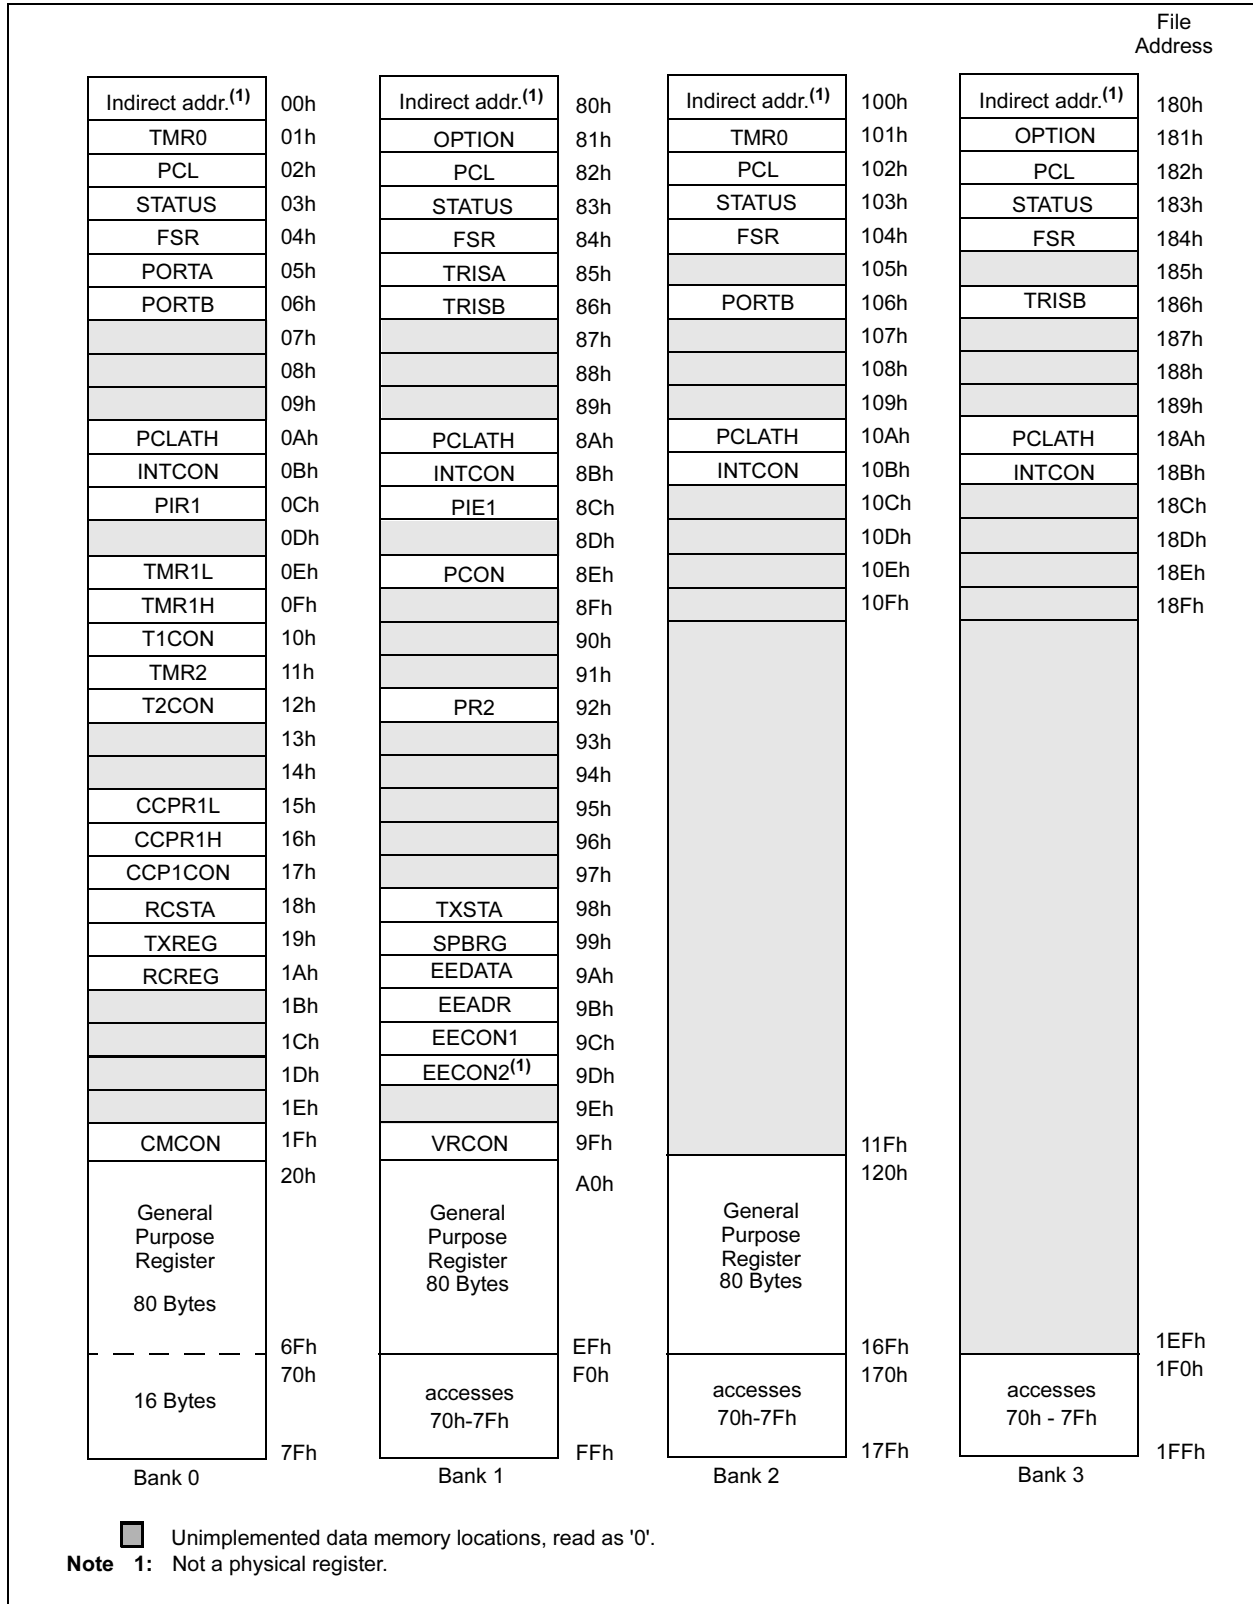 File
Address
Indirect addr.(1) 00h Indirect addr.(1) 80h Indirect addr.(1) 100h Indirect addr.(1) 180h
TMR0 01h OPTION 81h TMR0 101h OPTION 181h
PCL 02h PCL 82h PCL 102h PCL 182h
STATUS 03h STATUS 83h STATUS 103h STATUS 183h
FSR 04h FSR 84h FSR 104h FSR 184h
PORTA 05h TRISA 85h 105h 185h
PORTB 06h TRISB 86h PORTB 106h TRISB 186h
07h 87h 107h 187h
08h 88h 108h 188h
09h 89h 109h 189h
PCLATH 0Ah PCLATH 8Ah PCLATH 10Ah PCLATH 18Ah
INTCON 0Bh INTCON 8Bh INTCON 10Bh INTCON 18Bh
PIR1 0Ch PIE1 8Ch 10Ch 18Ch
0Dh 8Dh 10Dh 18Dh
TMR1L 0Eh PCON 8Eh 10Eh 18Eh
TMR1H 0Fh 8Fh 10Fh 18Fh
T1CON 10h 90h
TMR2 11h 91h
T2CON 12h PR2 92h
13h 93h
14h 94h
CCPR1L 15h 95h
CCPR1H 16h 96h
CCP1CON 17h 97h
RCSTA 18h TXSTA 98h
TXREG 19h SPBRG 99h
RCREG 1Ah EEDATA 9Ah
1Bh EEADR 9Bh
1Ch EECON1 9Ch
1Dh EECON2(1) 9Dh
1Eh 9Eh
CMCON 1Fh VRCON 9Fh 11Fh
20h A0h 120h
General General General
Purpose Purpose Purpose
Register Register Register
80 Bytes 80 Bytes 80 Bytes
6Fh EFh 16Fh 1EFh
70h F0h 170h 1F0h
16 Bytes accesses accesses accesses
70h-7Fh 70h-7Fh 70h - 7Fh
7Fh FFh 17Fh 1FFh
Bank 0 Bank 1 Bank 2 Bank 3
Unimplemented data memory locations, read as '0'.
Note 1: Not a physical register.